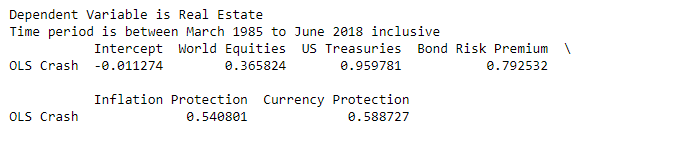 Dependent Variable is Real Estate
Time period is between March 1985 to June 2018 inclusive
Intercept World Equities US Treasuries Bond Risk Premium \
OLS Crash -0.011274 0.365824 0.959781 0.792532
Inflation Protection Currency Protection
OLS Crash 0.540801 0.588727